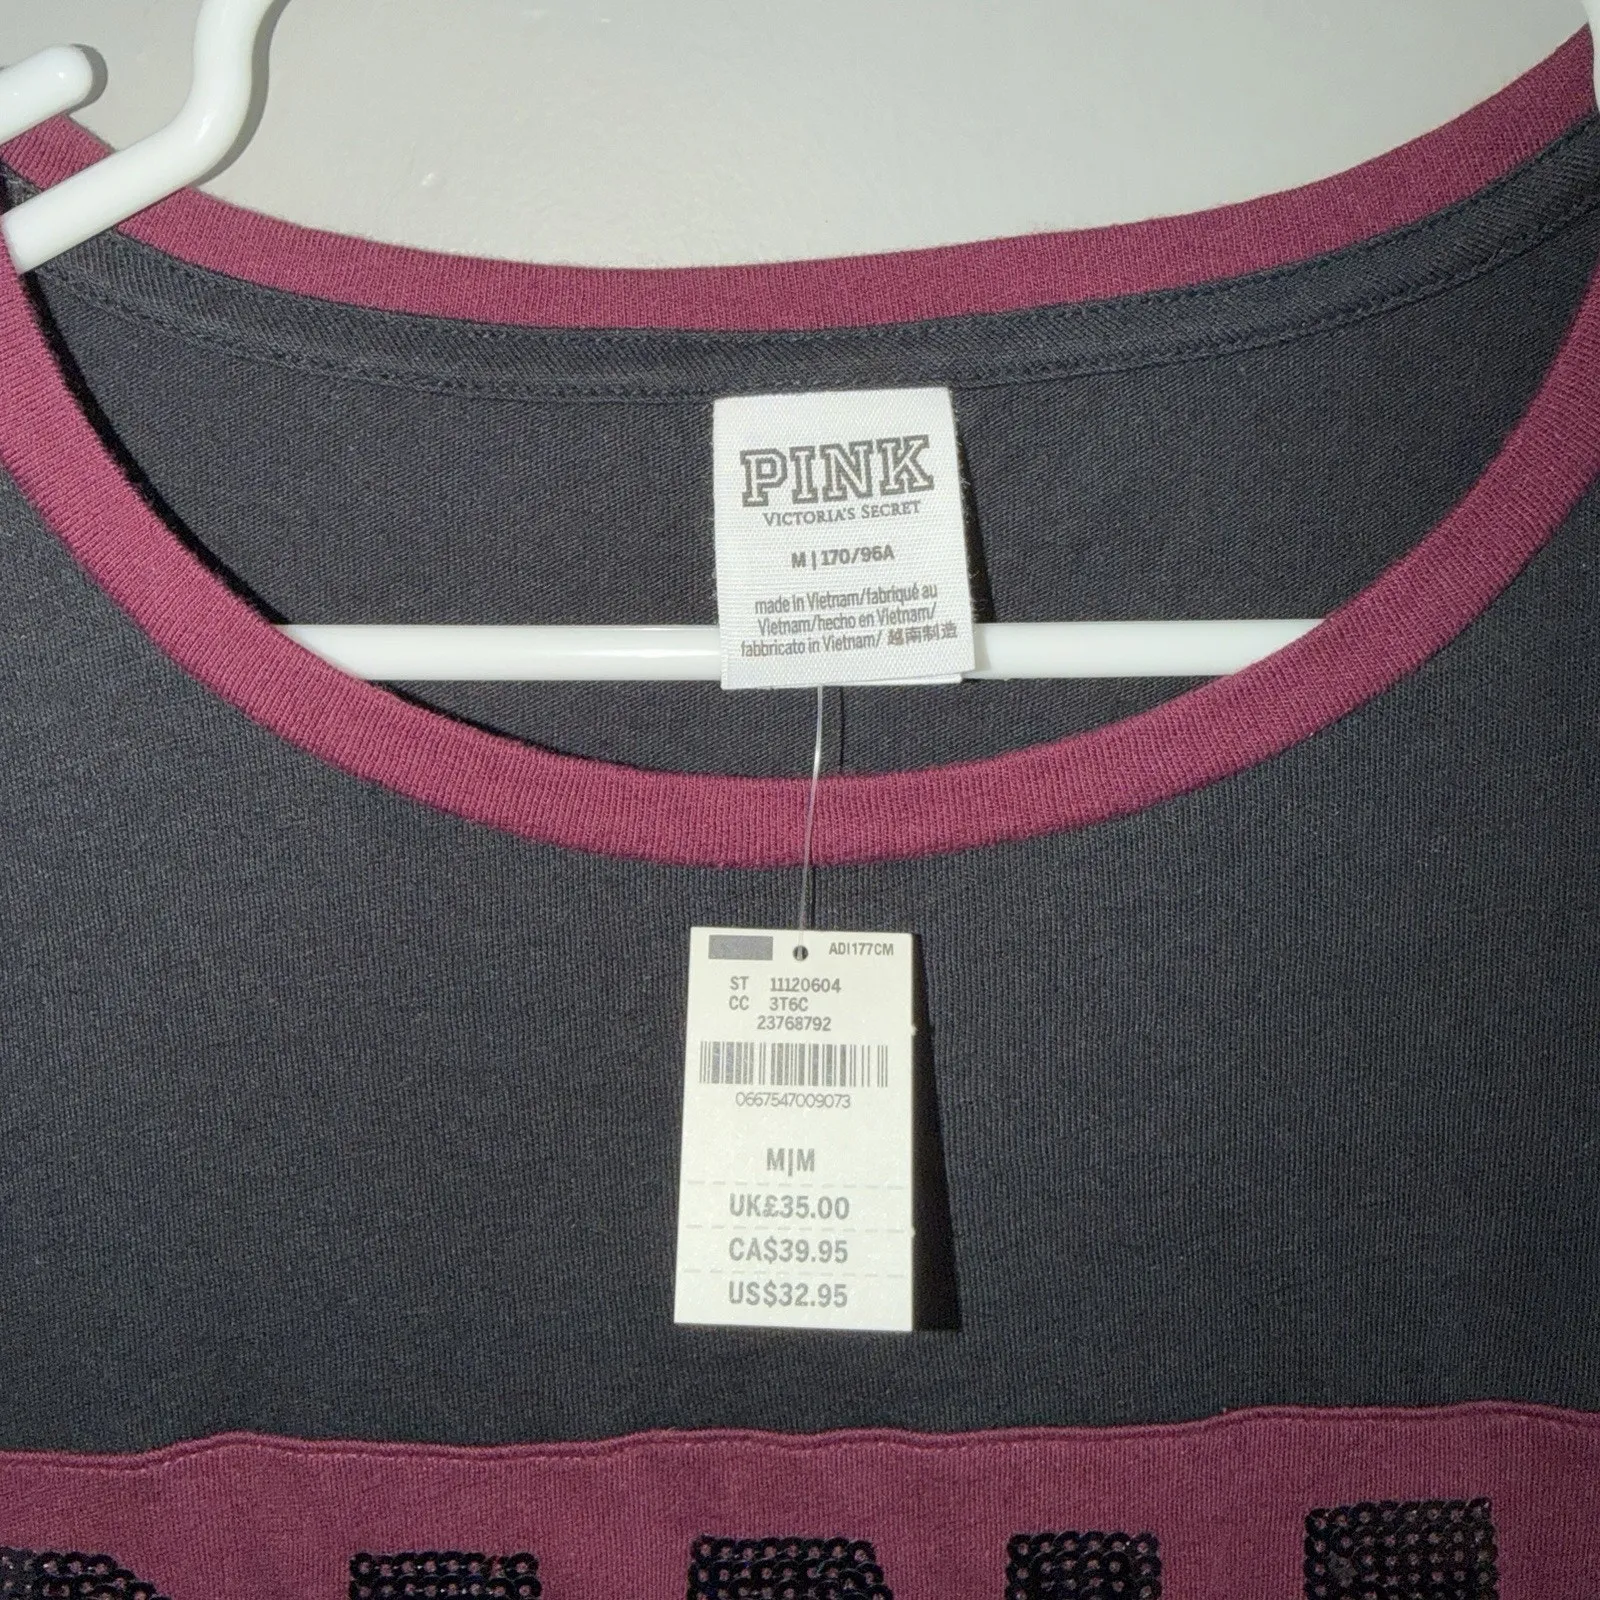 PINK
VICTORIA'S SECRET
M | 170/96A
made in Vietnam/fabriqué au
Vietnam/hecho en Vietnam/
fabbricato in Vietnam/ 越南制造
ADI177CM
ST 11120604
CC 3T6C
23768792
0667547009073
M|M
UK£35.00
CA$39.95
US$32.95